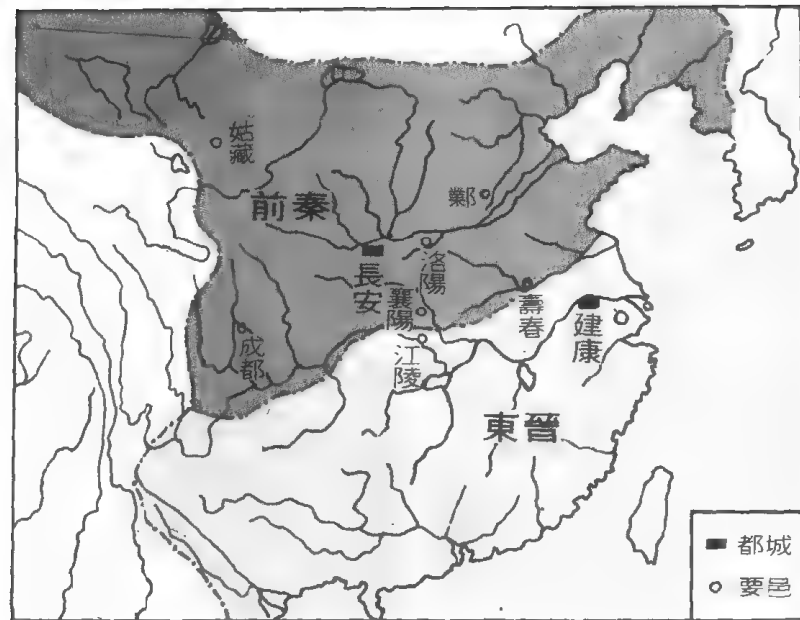 姑臧
前秦
鄴
洛陽
長安
襄陽
壽春
建康
成都
江陵
東晉
都城
要邑